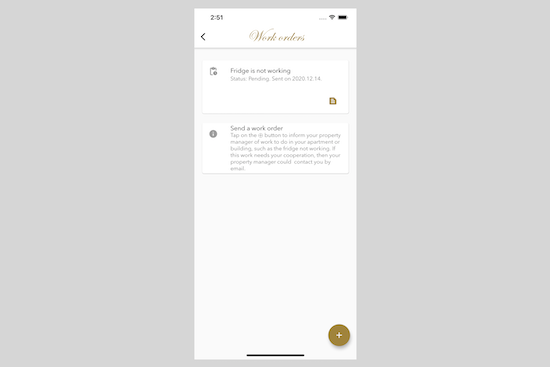 2:51
Work orders
Fridge is not working
Status: Pending. Sent on 2020.12.14.
Send a work order
Tap on the ⊕ button to inform your property
manager of work to do in your apartment or
building, such as the fridge not working. If
this work needs your cooperation, then your
property manager could contact you by
email.